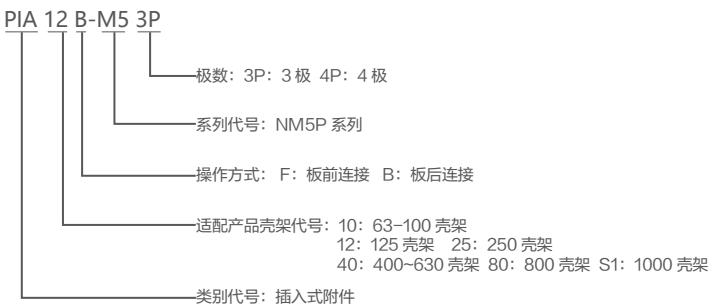 PIA 12 B-M5 3P
极数：3P：3 极 4P：4 极
系列代号：NM5P 系列
操作方式： F：板前连接 B：板后连接
适配产品壳架代号：10：63-100 壳架
12：125 壳架 25：250 壳架
40：400~630 壳架 80：800 壳架 S1：1000 壳架
类别代号：插入式附件